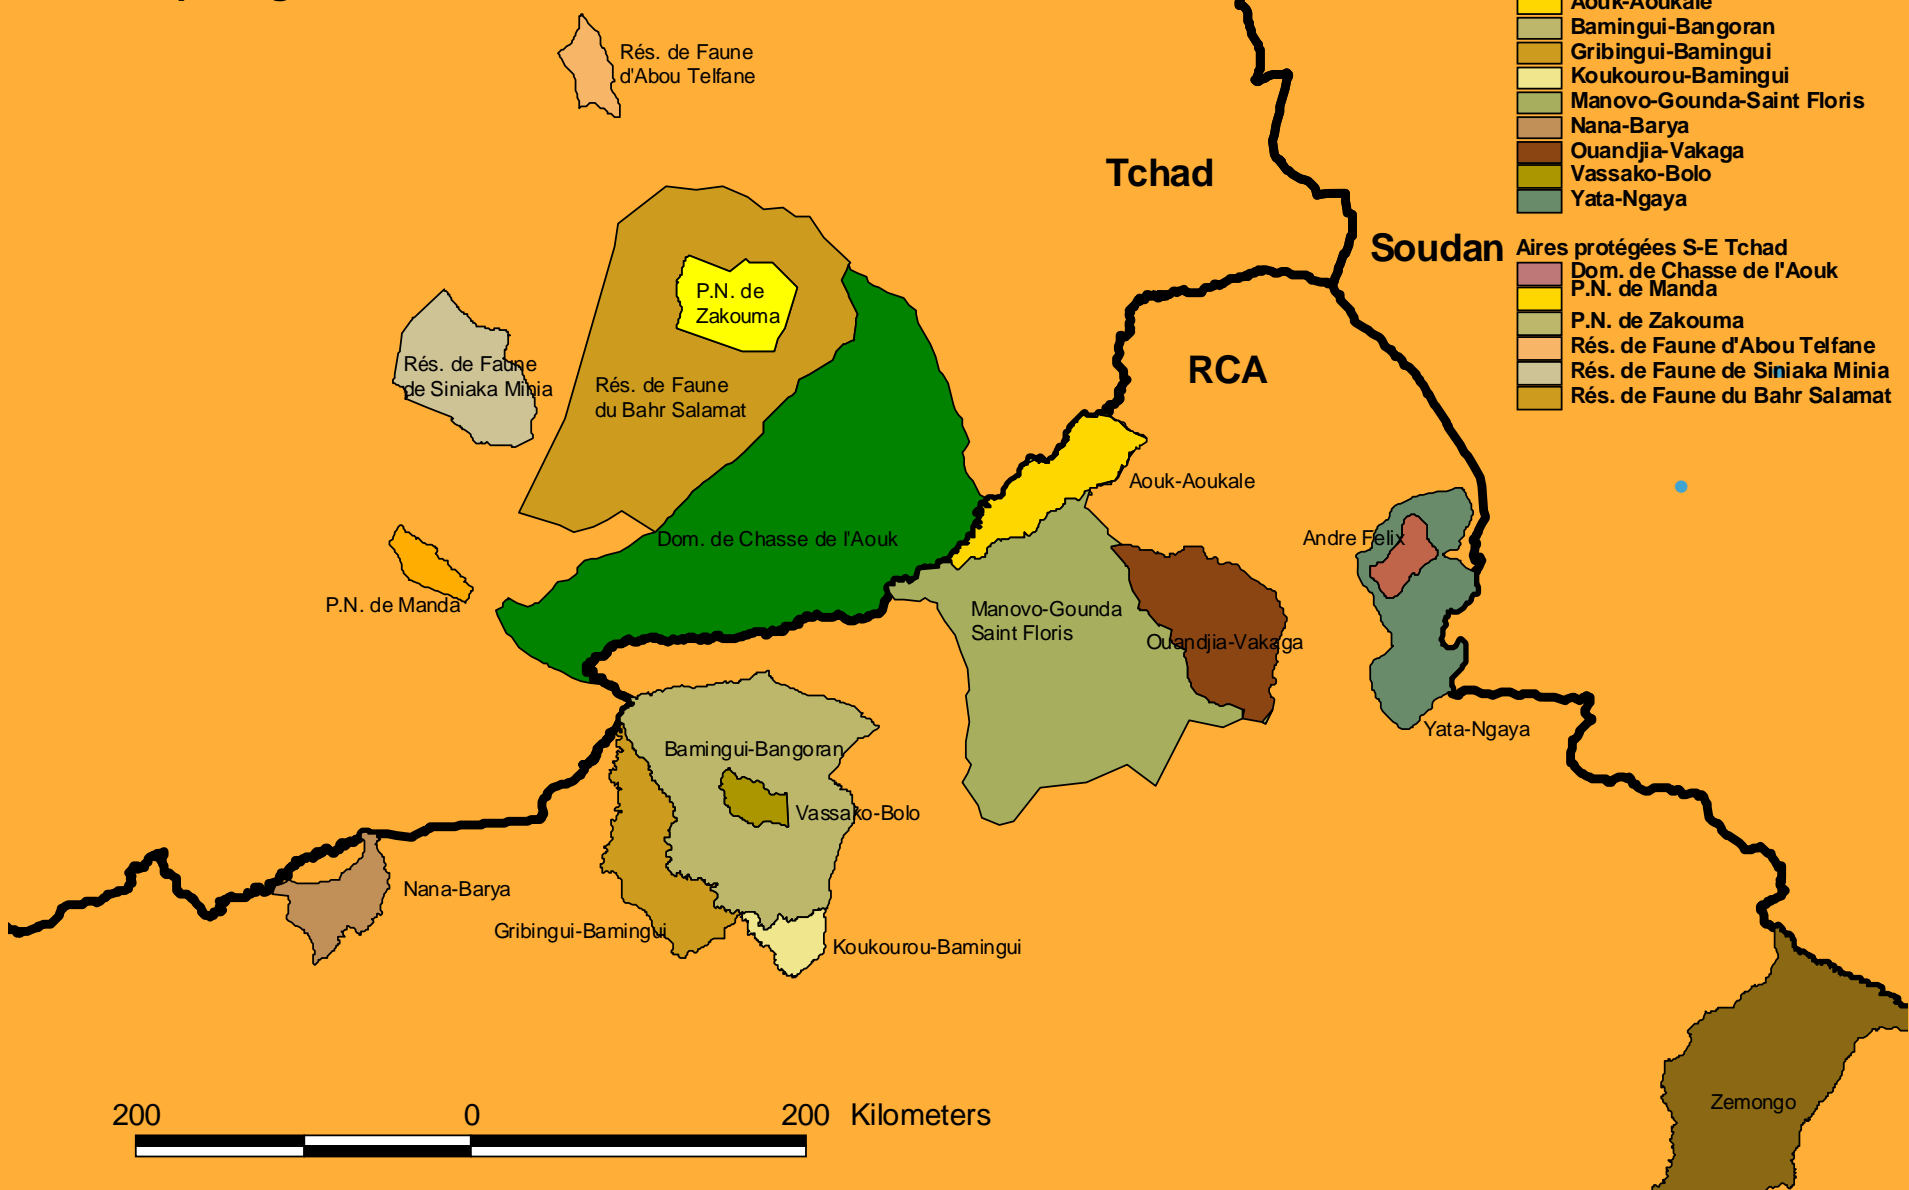 Aouk-Aoukale
Bamingui-Bangoran
Gribingui-Bamingui
Koukourou-Bamingui
Manovo-Gounda-Saint Floris
Nana-Barya
Ouandjia-Vakaga
Vassako-Bolo
Yata-Ngaya
Aires protégées S-E Tchad
Dom. de Chasse de l'Aouk
P.N. de Manda
P.N. de Zakouma
Rés. de Faune d'Abou Telfane
Rés. de Faune de Siniaka Minia
Rés. de Faune du Bahr Salamat
Rés. de Faune
d'Abou Telfane
Tchad
Soudan
RCA
P.N. de
Zakouma
Rés. de Faune
de Siniaka Minia
Rés. de Faune
du Bahr Salamat
Aouk-Aoukale
Dom. de Chasse de l'Aouk
Andre Felix
P.N. de Manda
Manovo-Gounda
Saint Floris
Ouandjia-Vakaga
Yata-Ngaya
Bamingui-Bangoran
Vassako-Bolo
Nana-Barya
Gribingui-Bamingui
Koukourou-Bamingui
Zemongo
200 0 200 Kilometers